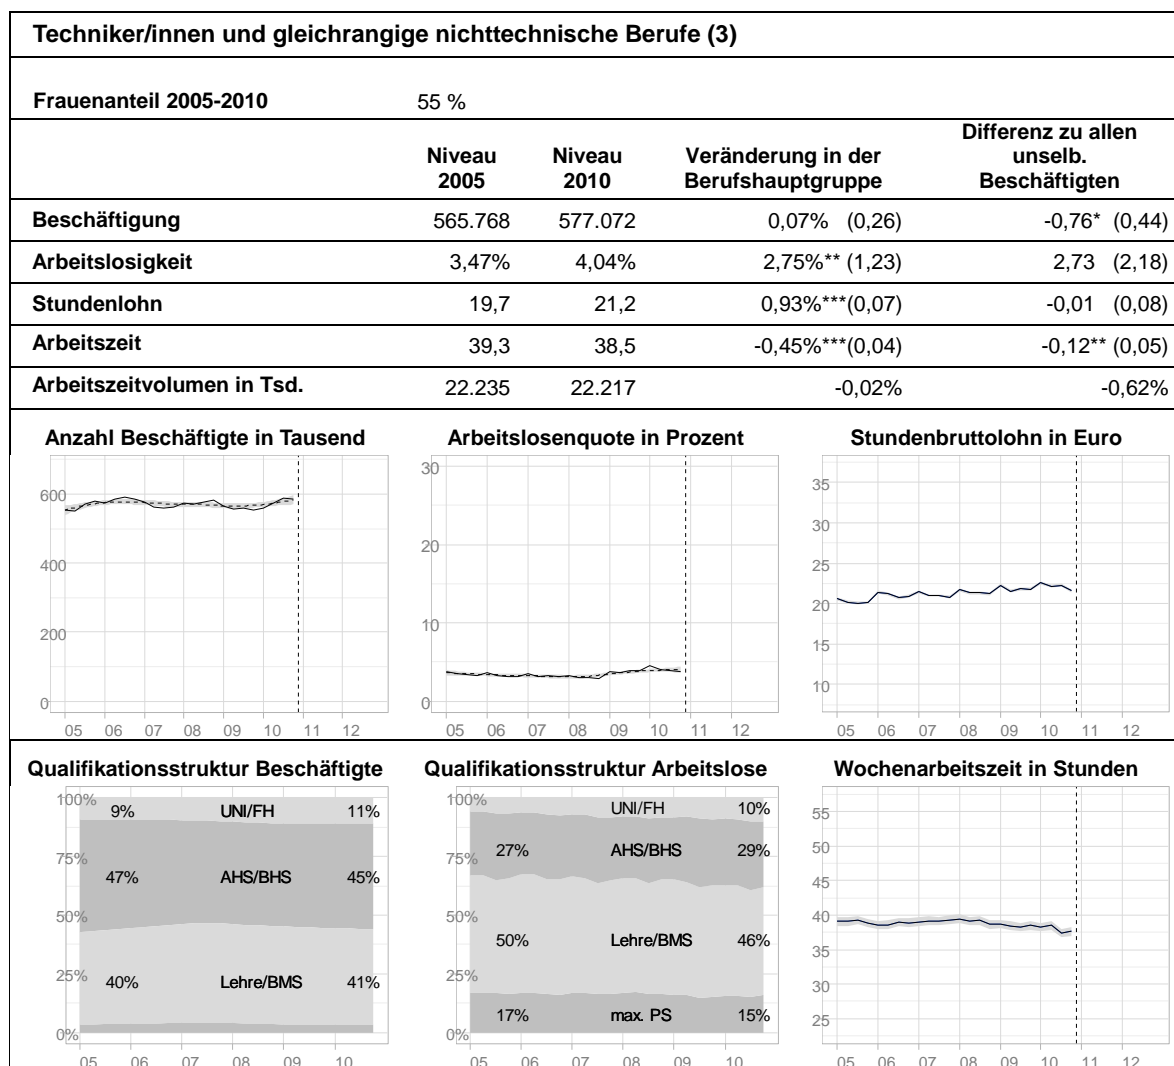 Techniker/innen und gleichrangige nichttechnische Berufe (3)
Frauenanteil 2005-2010 55 %
Niveau 2005 Niveau 2010 Veränderung in der Berufshauptgruppe Differenz zu allen unselb. Beschäftigten
Beschäftigung 565.768 577.072 0,07% (0,26) -0,76* (0,44)
Arbeitslosigkeit 3,47% 4,04% 2,75%** (1,23) 2,73 (2,18)
Stundenlohn 19,7 21,2 0,93%***(0,07) -0,01 (0,08)
Arbeitszeit 39,3 38,5 -0,45%***(0,04) -0,12** (0,05)
Arbeitszeitvolumen in Tsd. 22.235 22.217 -0,02% -0,62%
Anzahl Beschäftigte in Tausend
600
400
200
0
05 06 07 08 09 10 11 12
Arbeitslosenquote in Prozent
30
20
10
0
05 06 07 08 09 10 11 12
Stundenbruttolohn in Euro
35
30
25
20
15
10
05 06 07 08 09 10 11 12
Qualifikationsstruktur Beschäftigte
100%
9% UNI/FH 11%
75%
47% AHS/BHS 45%
50%
25%
40% Lehre/BMS 41%
0%
05 06 07 08 09 10
Qualifikationsstruktur Arbeitslose
100%
UNI/FH 10%
75%
27% AHS/BHS 29%
50%
50% Lehre/BMS 46%
25%
17% max. PS 15%
0%
05 06 07 08 09 10
Wochenarbeitszeit in Stunden
55
50
45
40
35
30
25
05 06 07 08 09 10 11 12